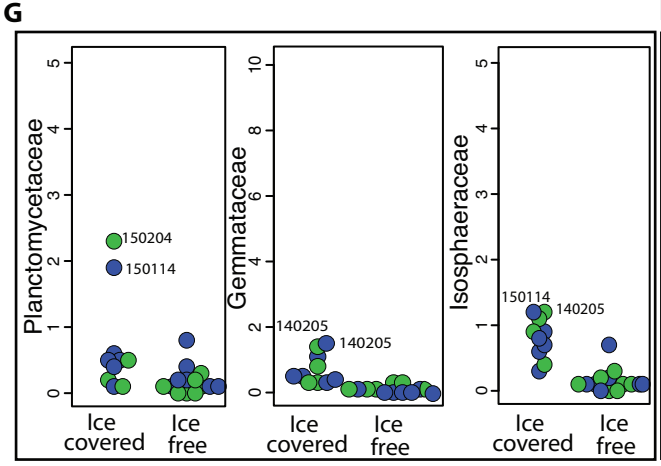 G
Planctomycetaceae
5
4
3
2
1
0
150204
150114
Ice
covered
Ice
free
Gemmataceae
10
8
6
4
2
0
140205
140205
Ice
covered
Ice
free
Isosphaeraceae
5
4
3
2
1
0
150114
140205
Ice
covered
Ice
free